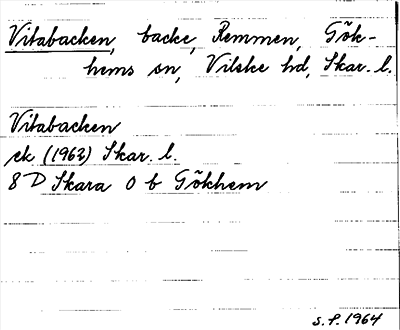 Vitabacken, backe, Remmen, Gök-
hems sn, Vilske hd, Skar. l.
Vitabacken
ek (1962) Skar. l.
8 D Skara 0 b Gökhem
S. F. 1964